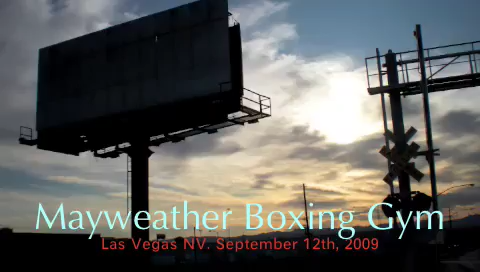 Mayweather Boxing Gym
Las Vegas NV. September 12th, 2009